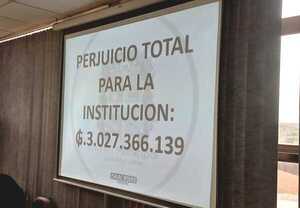 PERJUICIO TOTAL
PARA LA
INSTITUCION:
₲.3.027.366.139